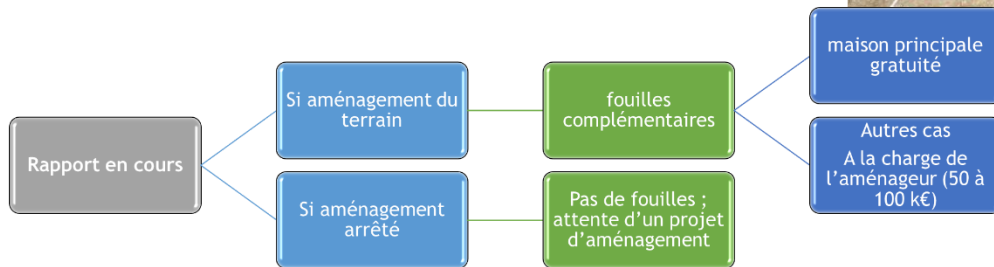 Rapport en cours
Si aménagement du
terrain
Si aménagement
arrêté
fouilles
complémentaires
Pas de fouilles ;
attente d'un projet
d'aménagement
maison principale
gratuité
Autres cas
A la charge de
l'aménageur (50 à
100 k€)